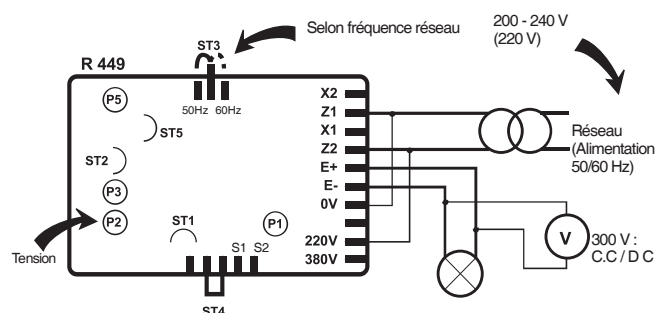 Selon fréquence réseau
200 - 240 V
(220 V)
ST3
R 449
50Hz 60Hz
P5
ST5
ST2
P3
P2
Tension
ST1
P1
S1 S2
ST4
X2
Z1
X1
Z2
E+
E-
0V
220V
380V
Réseau
(Alimentation
50/60 Hz)
V
300 V :
C.C / D C